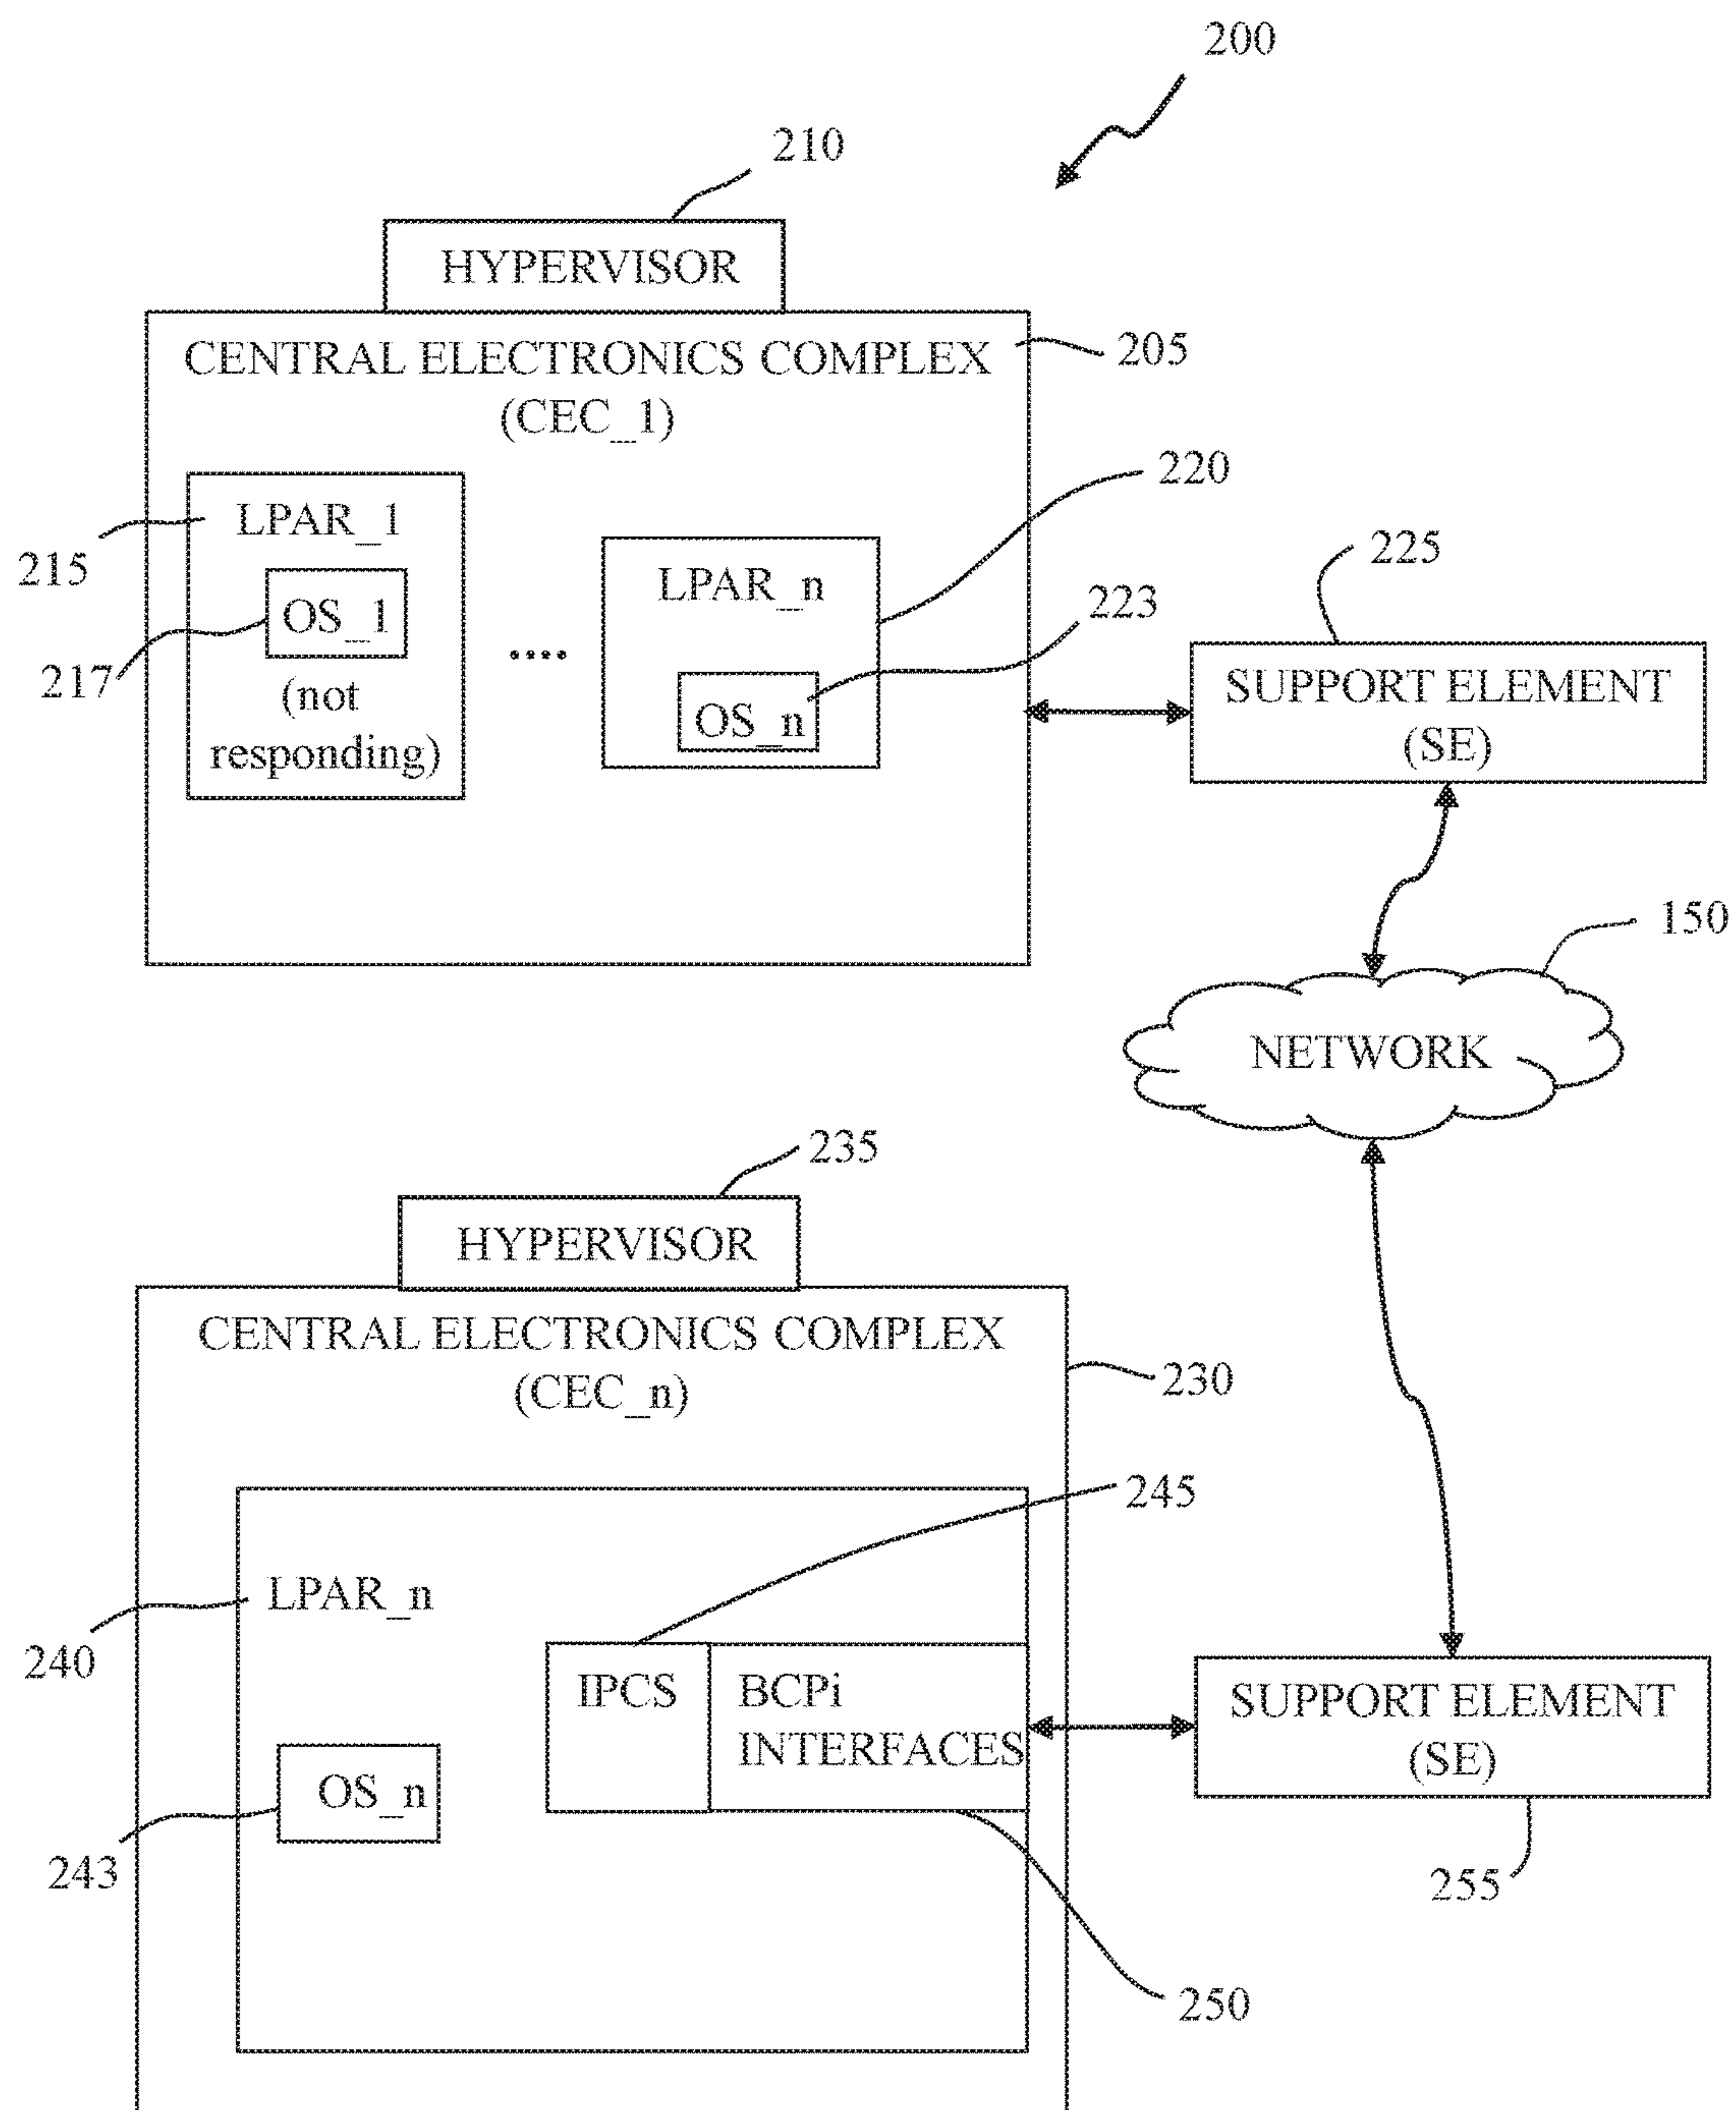 200
210
HYPERVISOR
CENTRAL ELECTRONICS COMPLEX
(CEC_1)
205
LPAR_1
215
OS_1
217
(not
responding)
....
220
LPAR_n
223
OS_n
225
SUPPORT ELEMENT
(SE)
150
NETWORK
235
HYPERVISOR
CENTRAL ELECTRONICS COMPLEX
(CEC_n)
230
245
LPAR_n
240
IPCS
BCPi
INTERFACES
OS_n
243
SUPPORT ELEMENT
(SE)
255
250